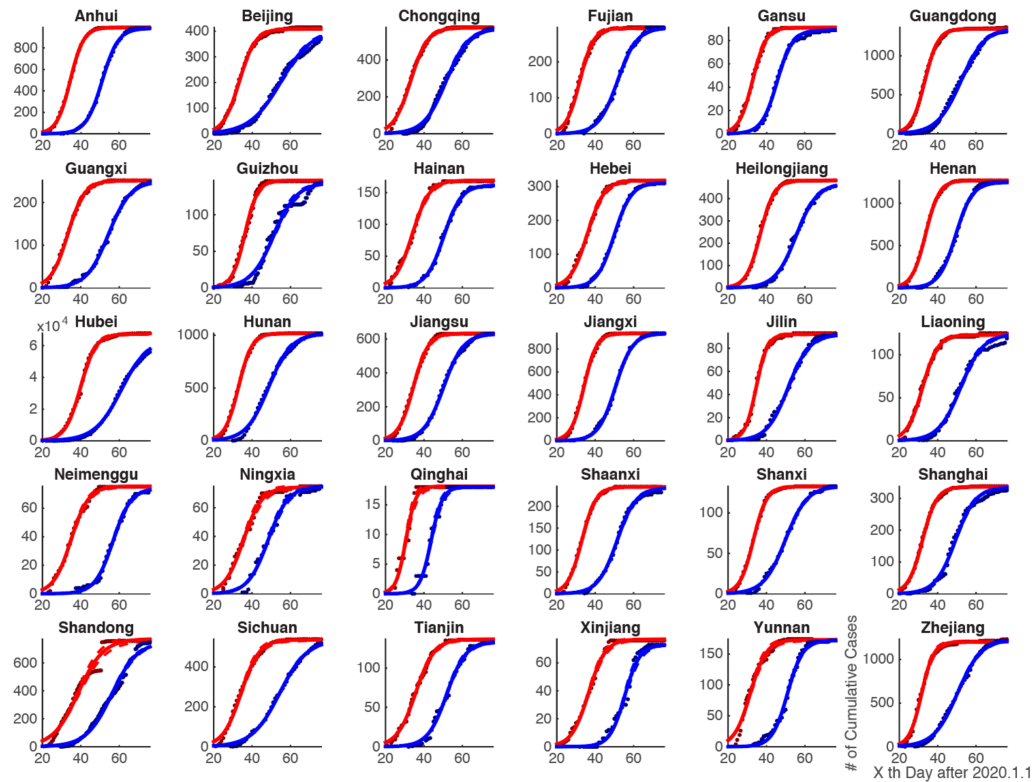 Anhui Beijing Chongqing Fujian Gansu Guangdong
800 600 400 200 0
400 300 200 100 0
400 200 0
300 200 100 0
80 60 40 20 0
1000 500 0
20 40 60 20 40 60 20 40 60 20 40 60 20 40 60 20 40 60
Guangxi Guizhou Hainan Hebei Heilongjiang Henan
200 100 0
100 50 0
150 100 50 0
300 200 100 0
400 300 200 100 0
1000 500 0
20 40 60 20 40 60 20 40 60 20 40 60 20 40 60 20 40 60
Hubei Hunan Jiangsu Jiangxi Jilin Liaoning
x10 4
6 4 2 0
1000 500 0
600 400 200 0
800 600 400 200 0
80 60 40 20 0
100 50 0
20 40 60 20 40 60 20 40 60 20 40 60 20 40 60 20 40 60
Neimenggu Ningxia Qinghai Shaanxi Shanxi Shanghai
60 40 20 0
60 40 20 0
15 10 5 0
200 150 100 50 0
100 50 0
300 200 100 0
20 40 60 20 40 60 20 40 60 20 40 60 20 40 60 20 40 60
Shandong Sichuan Tianjin Xinjiang Yunnan Zhejiang
600 400 200 0
400 200 0
100 50 0
60 40 20 0
150 100 50 0
1000 500 0
20 40 60 20 40 60 20 40 60 20 40 60 20 40 60 20 40 60
# of Cumulative Cases
X th Day after 2020.1.1